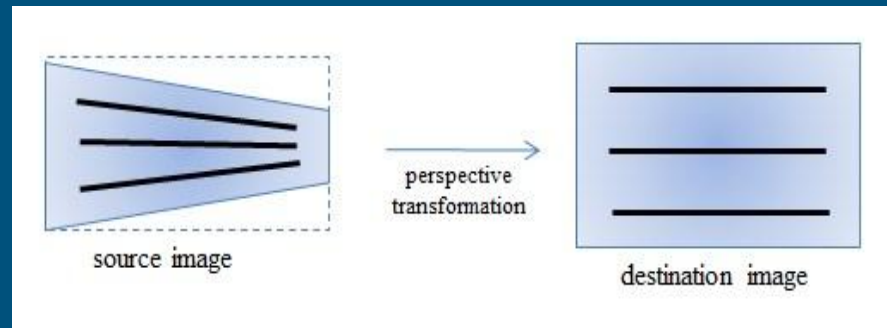 perspective
transformation
source image
destination image